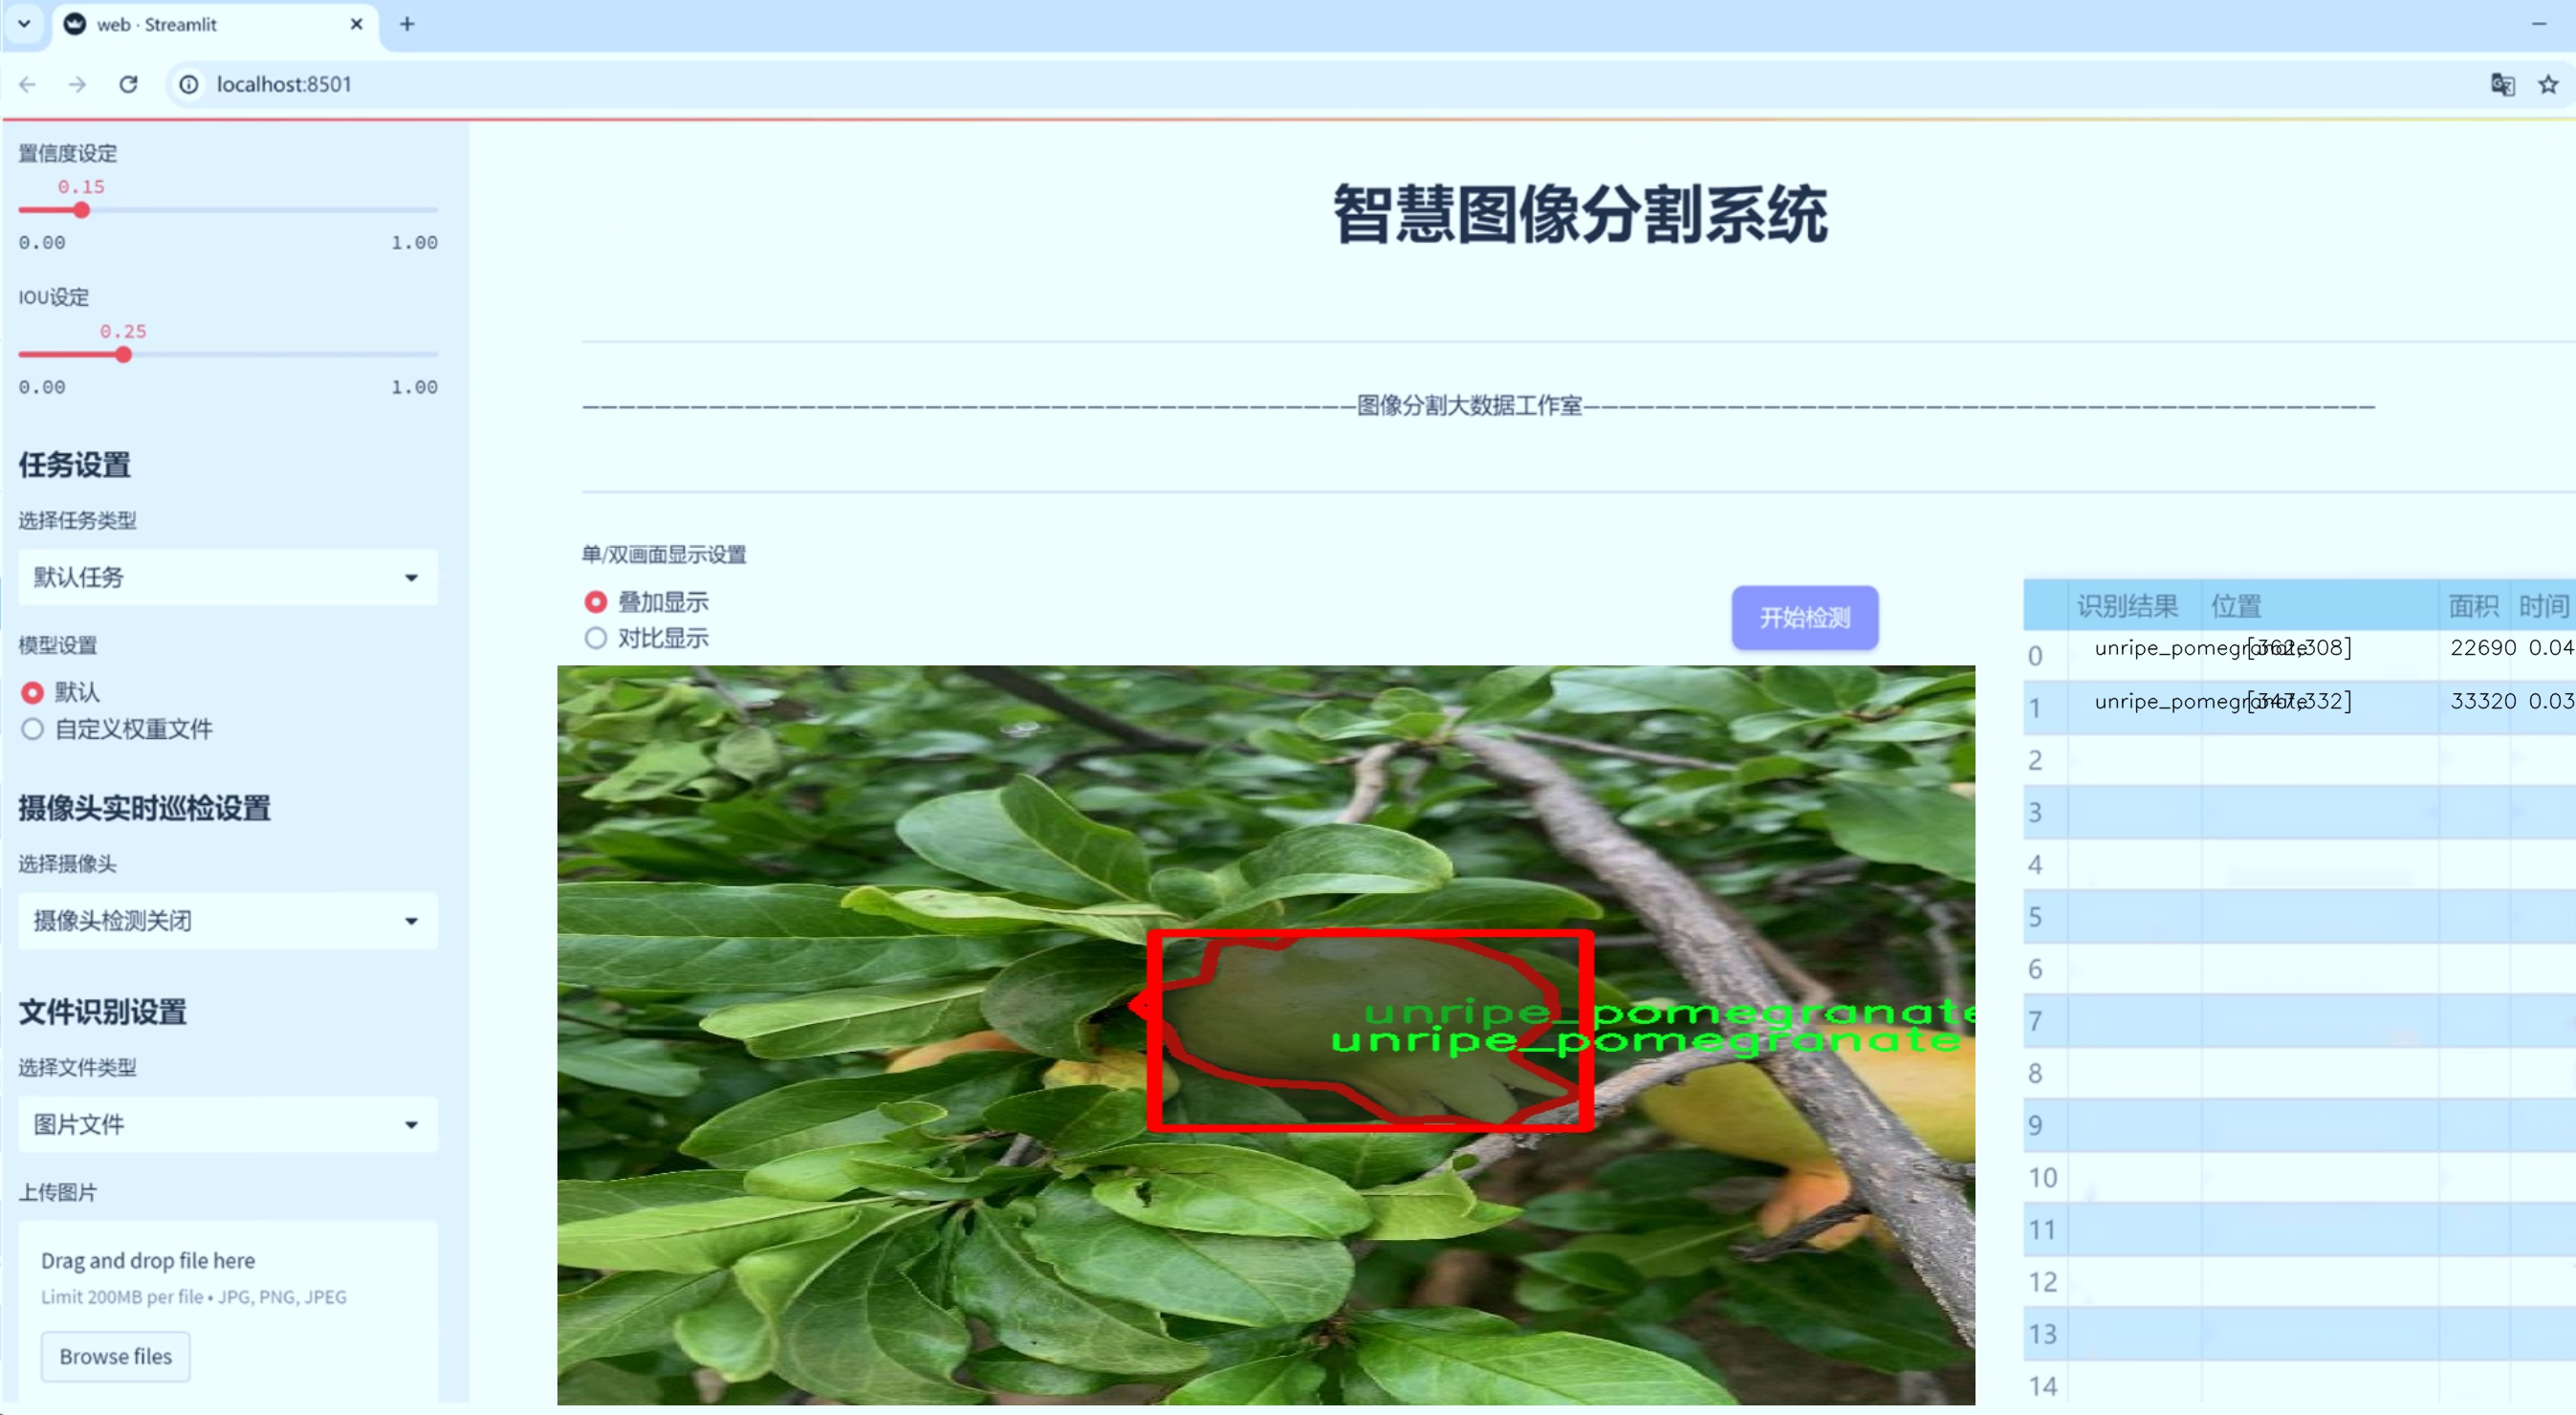 web · Streamlit
localhost:8501
置信度设定
0.15
0.00 1.00
IOU设定
0.25
0.00 1.00
任务设置
选择任务类型
默认任务
模型设置
默认
自定义权重文件
摄像头实时巡检设置
选择摄像头
摄像头检测关闭
文件识别设置
选择文件类型
图片文件
上传图片
Drag and drop file here
Limit 200MB per file • JPG, PNG, JPEG
Browse files
智慧图像分割系统
图像分割大数据工作室
单/双画面显示设置
叠加显示
对比显示
开始检测
unripe_pomegranate
unripe_pomegranate
识别结果 位置 面积 时间
0 unripe_pomegranate [362,308] 22690 0.04
1 unripe_pomegranate [347,332] 33320 0.03
2
3
4
5
6
7
8
9
10
11
12
13
14